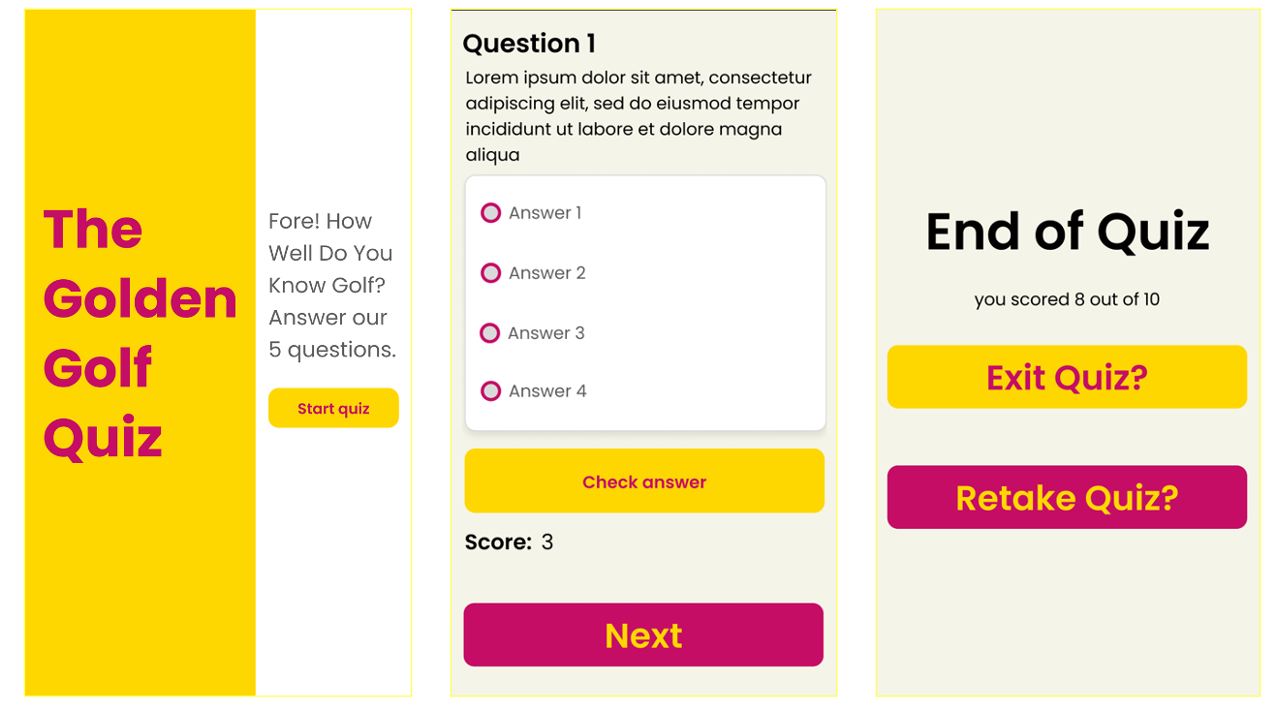 The
Golden
Golf
Quiz
Fore! How
Well Do You
Know Golf?
Answer our
5 questions.
Start quiz
Question 1
Lorem ipsum dolor sit amet, consectetur
adipiscing elit, sed do eiusmod tempor
incididunt ut labore et dolore magna
aliqua
Answer 1
Answer 2
Answer 3
Answer 4
Check answer
Score: 3
Next
End of Quiz
you scored 8 out of 10
Exit Quiz?
Retake Quiz?